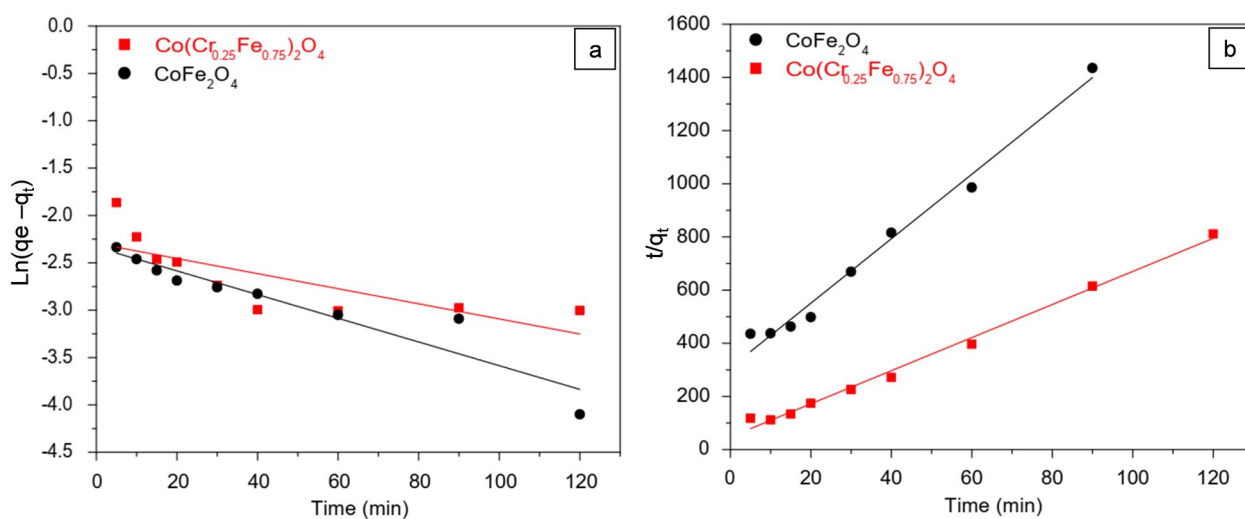 a
Co(Cr0.25Fe0.75)2O4
CoFe2O4
Ln(qe –qt)
0.0
-0.5
-1.0
-1.5
-2.0
-2.5
-3.0
-3.5
-4.0
-4.5
0 20 40 60 80 100 120
Time (min)
b
CoFe2O4
Co(Cr0.25Fe0.75)2O4
t/qt
1600
1400
1200
1000
800
600
400
200
0
0 20 40 60 80 100 120
Time (min)